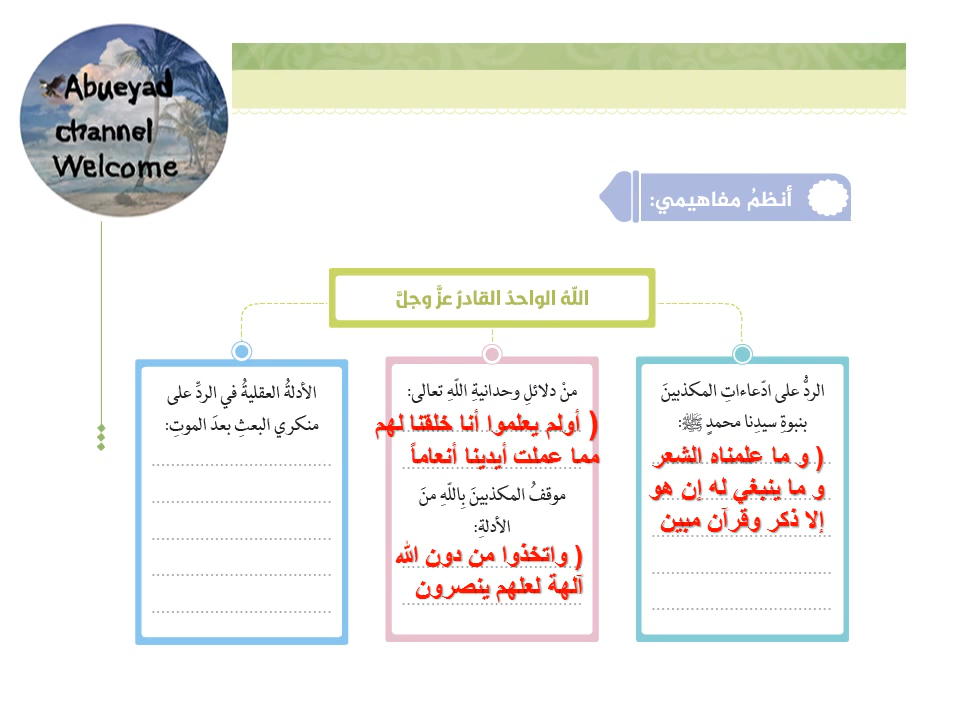 Abueyad
channel
Welcome
أنظمُ مفاهيمي:
اللّٰهُ الواحدُ القادرُ عزَّ وجلَّ
الردُّ على ادّعاءاتِ المكذبينَ
بنبوةِ سيدِنا محمدٍ ﷺ:
( و ما علمناه الشعر
و ما ينبغي له إن هو
إلا ذكر وقرآن مبين
منْ دلائلِ وحدانيةِ اللّهِ تعالى:
( أولم يعلموا أنا خلقنا لهم
مما عملت أيدينا أنعاماً
موقفُ المكذبينَ بِاللّهِ منَ
الأدلةِ:
( واتخذوا من دون الله
آلهة لعلهم ينصرون
الأدلةُ العقليةُ في الردِّ على
منكري البعثِ بعدَ الموتِ: